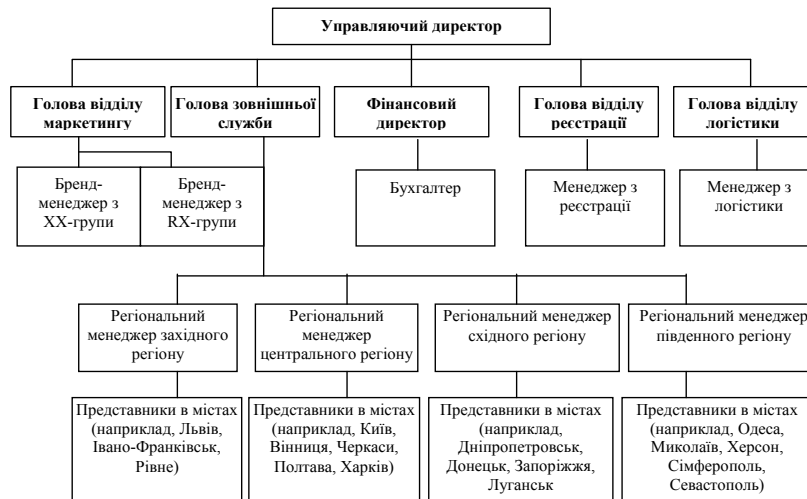 Управляючий директор
Голова відділу
маркетингу
Голова зовнішньої
служби
Фінансовий
директор
Голова відділу
реєстрації
Голова відділу
логістики
Бренд-
менеджер з
ХХ-групи
Бренд-
менеджер з
RX-групи
Бухгалтер
Менеджер з
реєстрації
Менеджер з
логістики
Регіональний
менеджер західного
регіону
Регіональний
менеджер
центрального регіону
Регіональний менеджер
східного регіону
Регіональний менеджер
південного регіону
Представники в містах
(наприклад, Львів,
Івано-Франківськ,
Рівне)
Представники в містах
(наприклад, Київ,
Вінниця, Черкаси,
Полтава, Харків)
Представники в містах
(наприклад,
Дніпропетровськ,
Донецьк, Запоріжжя,
Луганськ
Представники в містах
(наприклад, Одеса,
Миколаїв, Херсон,
Сімферополь,
Севастополь)